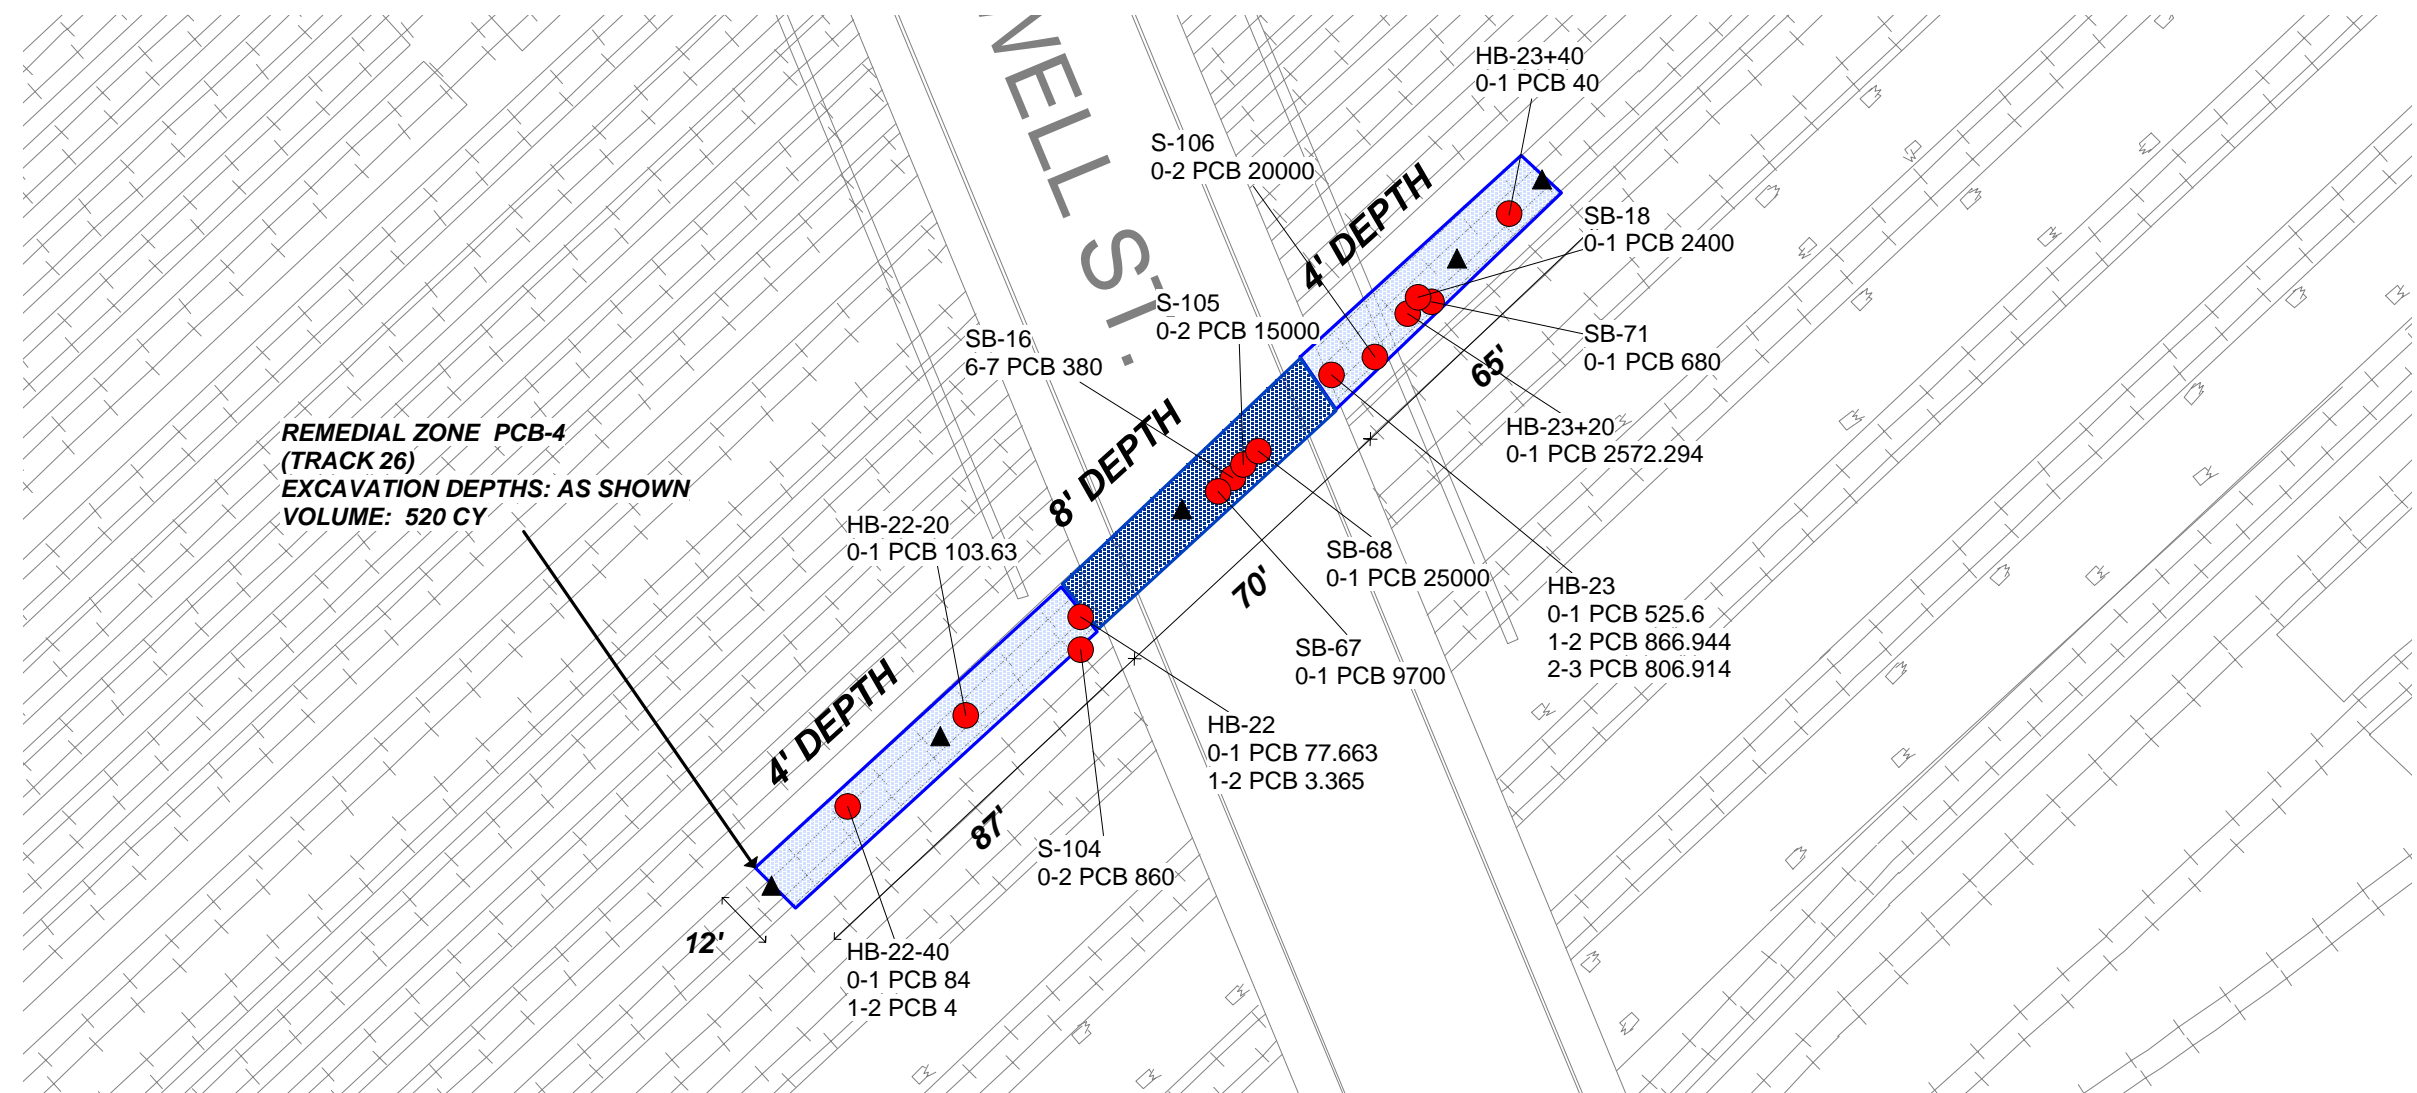 VELL ST.
HB-23+40
0-1 PCB 40
S-106
0-2 PCB 20000
4' DEPTH
SB-18
0-1 PCB 2400
S-105
0-2 PCB 15000
SB-16
6-7 PCB 380
SB-71
0-1 PCB 680
65'
8' DEPTH
REMEDIAL ZONE PCB-4
(TRACK 26)
EXCAVATION DEPTHS: AS SHOWN
VOLUME: 520 CY
HB-23+20
0-1 PCB 2572.294
HB-22-20
0-1 PCB 103.63
SB-68
0-1 PCB 25000
70'
HB-23
0-1 PCB 525.6
1-2 PCB 866.944
2-3 PCB 806.914
SB-67
0-1 PCB 9700
4' DEPTH
HB-22
0-1 PCB 77.663
1-2 PCB 3.365
87'
S-104
0-2 PCB 860
12'
HB-22-40
0-1 PCB 84
1-2 PCB 4